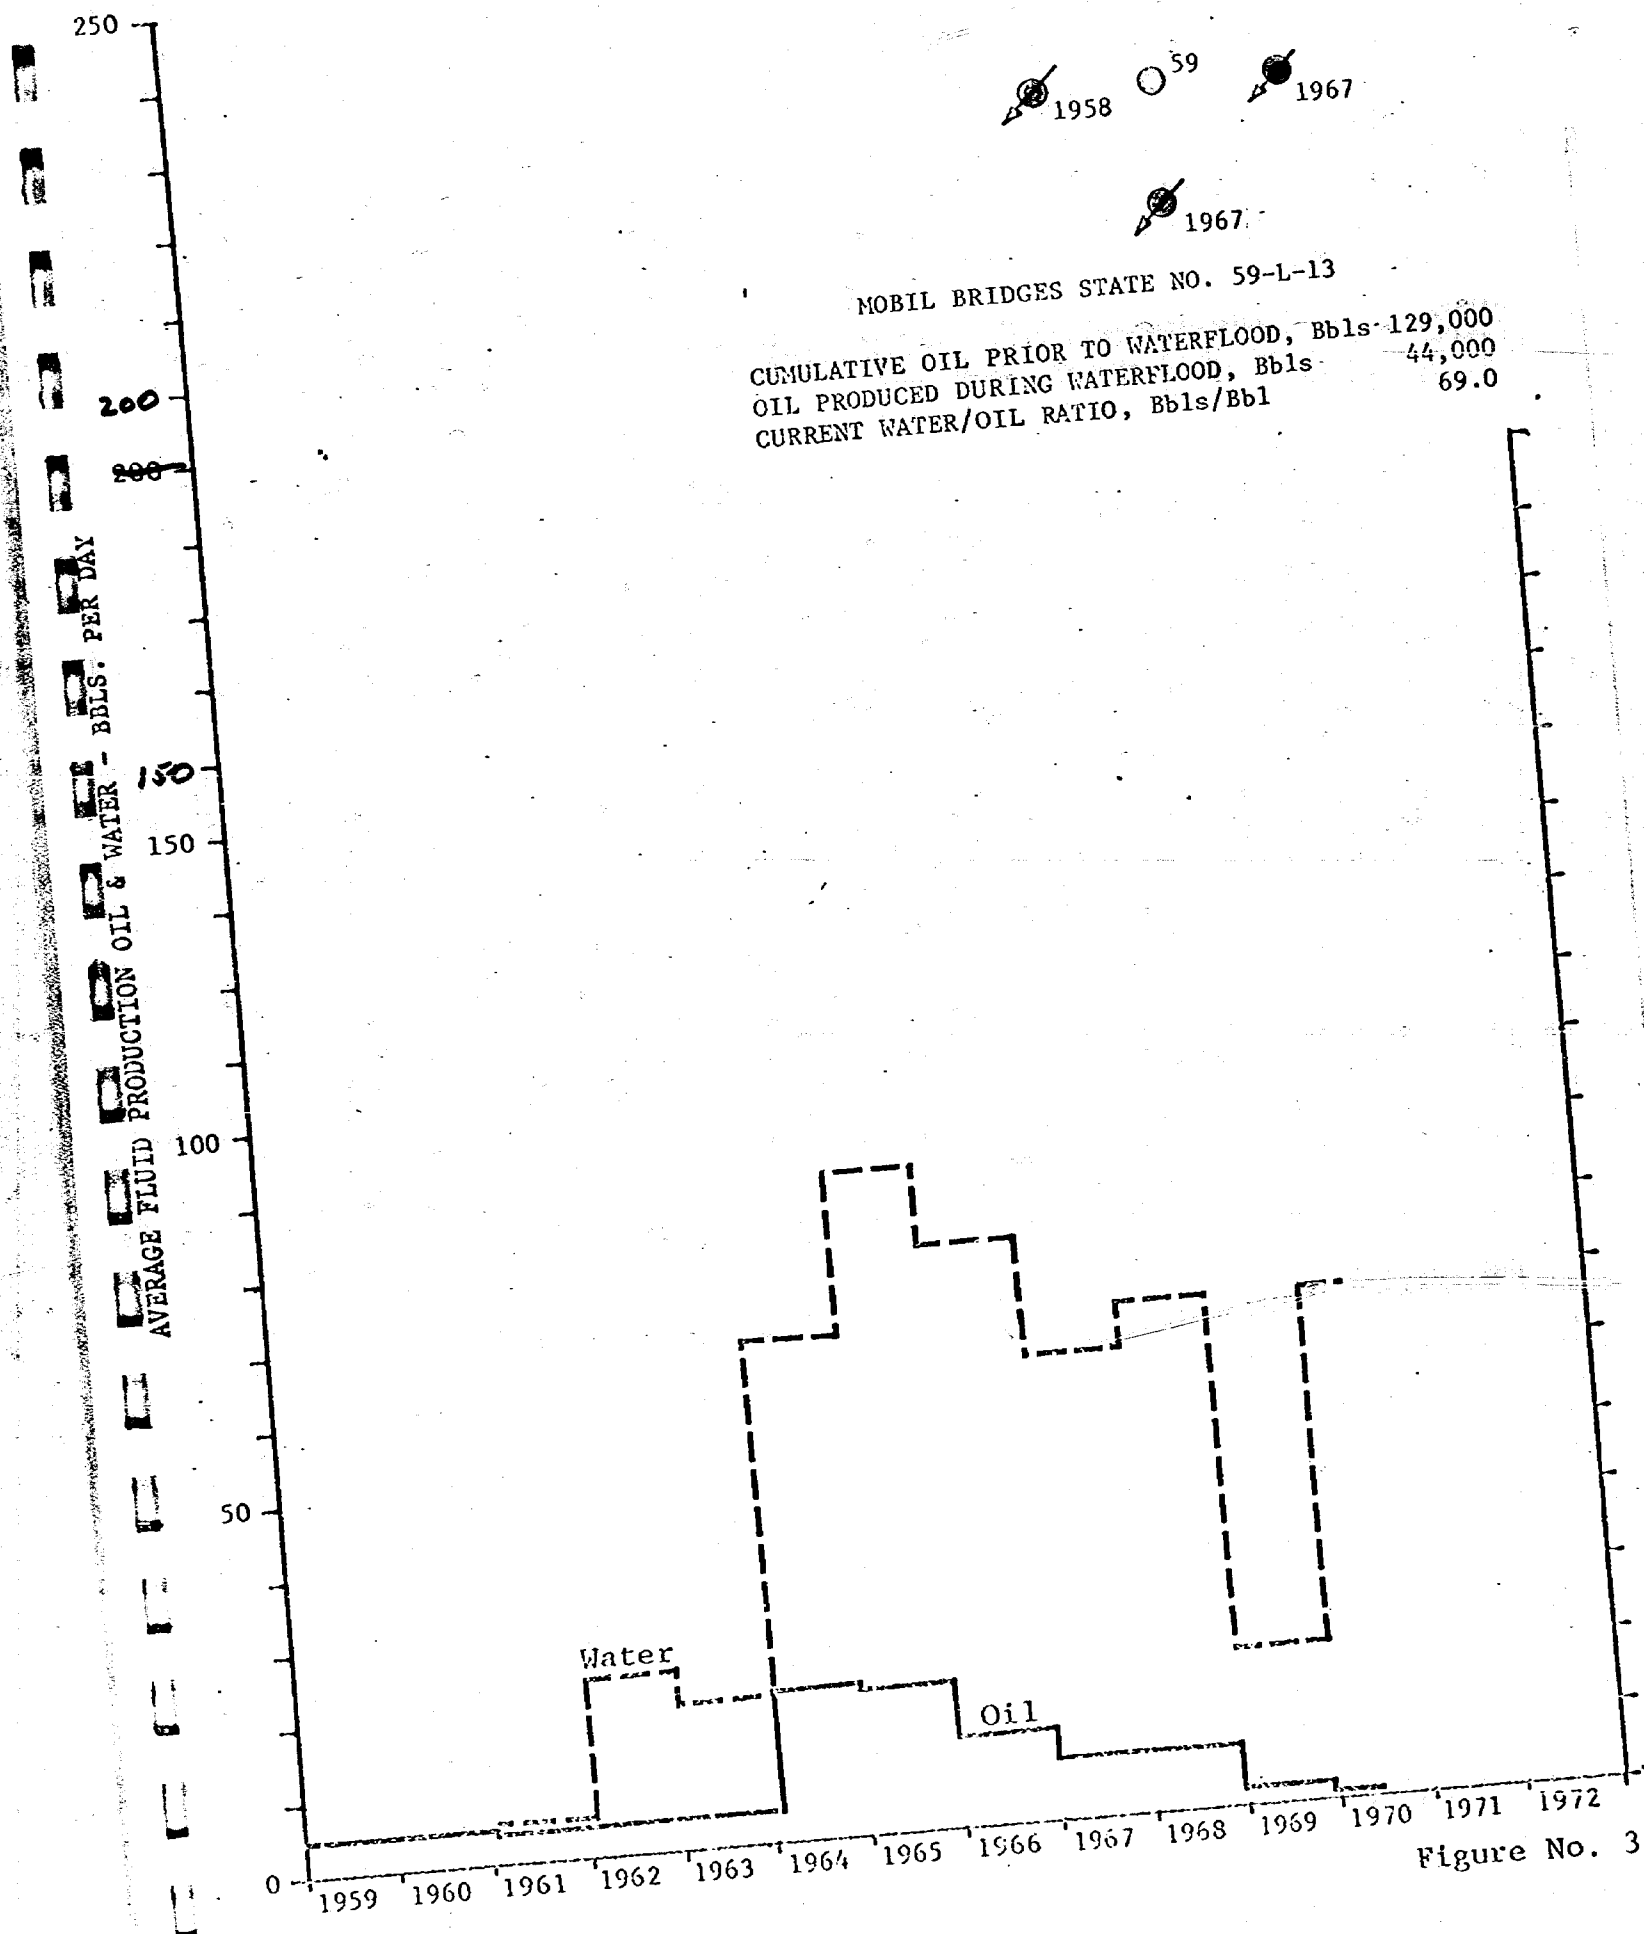 250
59
1958
1967
1967
MOBIL BRIDGES STATE NO. 59-L-13
CUMULATIVE OIL PRIOR TO WATERFLOOD, Bbls 129,000
OIL PRODUCED DURING WATERFLOOD, Bbls 44,000
CURRENT WATER/OIL RATIO, Bbls/Bbl 69.0
200
200
150
150
100
50
0
AVERAGE FLUID PRODUCTION OIL & WATER - BBLS. PER DAY
Water
Oil
1959 1960 1961 1962 1963 1964 1965 1966 1967 1968 1969 1970 1971 1972
Figure No. 3